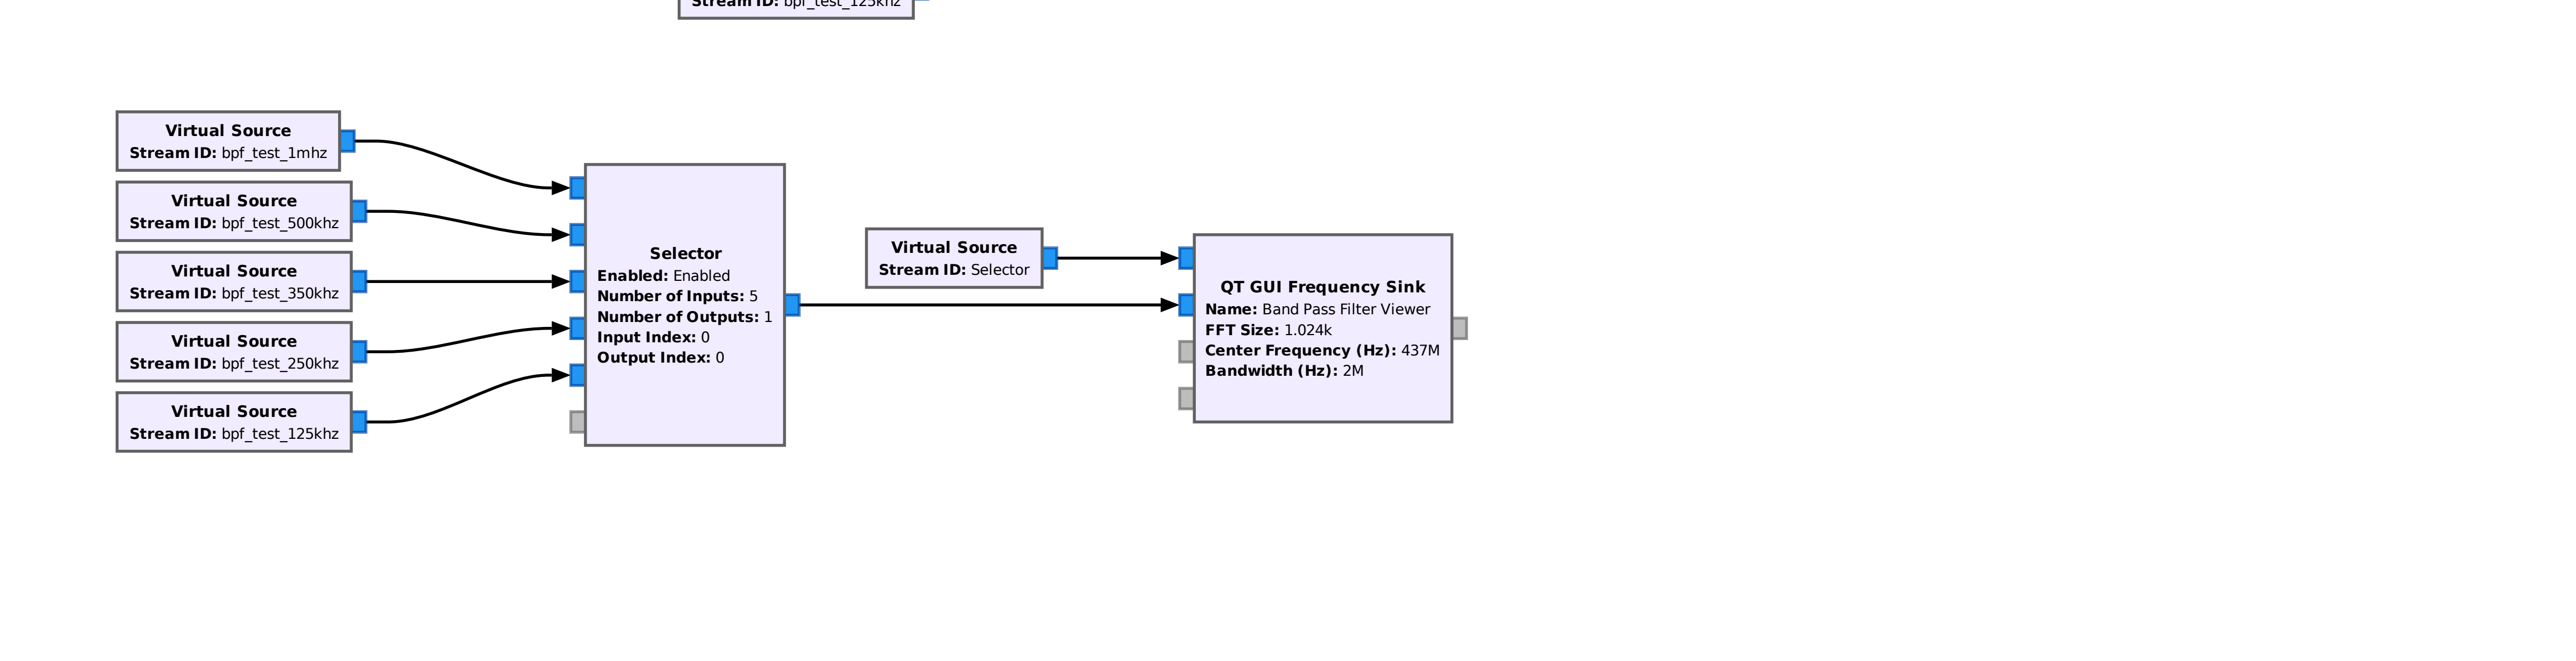 Stream ID: bpf_test_125khz
Virtual Source
Stream ID: bpf_test_1mhz
Virtual Source
Stream ID: bpf_test_500khz
Virtual Source
Stream ID: bpf_test_350khz
Virtual Source
Stream ID: bpf_test_250khz
Virtual Source
Stream ID: bpf_test_125khz
Selector
Enabled: Enabled
Number of Inputs: 5
Number of Outputs: 1
Input Index: 0
Output Index: 0
Virtual Source
Stream ID: Selector
QT GUI Frequency Sink
Name: Band Pass Filter Viewer
FFT Size: 1.024k
Center Frequency (Hz): 437M
Bandwidth (Hz): 2M